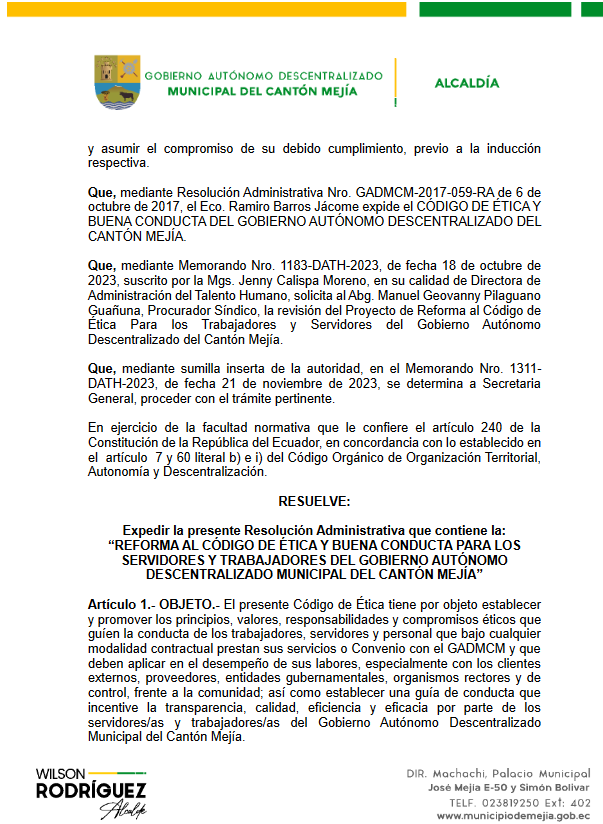 GOBIERNO AUTÓNOMO DESCENTRALIZADO
MUNICIPAL DEL CANTÓN MEJÍA
ALCALDÍA
y asumir el compromiso de su debido cumplimiento, previo a la inducción
respectiva.
Que, mediante Resolución Administrativa Nro. GADMCM-2017-059-RA de 6 de
octubre de 2017, el Eco. Ramiro Barros Jácome expide el CÓDIGO DE ÉTICA Y
BUENA CONDUCTA DEL GOBIERNO AUTÓNOMO DESCENTRALIZADO DEL
CANTÓN MEJÍA.
Que, mediante Memorando Nro. 1183-DATH-2023, de fecha 18 de octubre de
2023, suscrito por la Mgs. Jenny Calispa Moreno, en su calidad de Directora de
Administración del Talento Humano, solicita al Abg. Manuel Geovanny Pilaguano
Guañuna, Procurador Síndico, la revisión del Proyecto de Reforma al Código de
Ética Para los Trabajadores y Servidores del Gobierno Autónomo
Descentralizado del Cantón Mejía.
Que, mediante sumilla inserta de la autoridad, en el Memorando Nro. 1311-
DATH-2023, de fecha 21 de noviembre de 2023, se determina a Secretaria
General, proceder con el trámite pertinente.
En ejercicio de la facultad normativa que le confiere el artículo 240 de la
Constitución de la República del Ecuador, en concordancia con lo establecido en
el artículo 7 y 60 literal b) e i) del Código Orgánico de Organización Territorial,
Autonomía y Descentralización.
RESUELVE:
Expedir la presente Resolución Administrativa que contiene la:
“REFORMA AL CÓDIGO DE ÉTICA Y BUENA CONDUCTA PARA LOS
SERVIDORES Y TRABAJADORES DEL GOBIERNO AUTÓNOMO
DESCENTRALIZADO MUNICIPAL DEL CANTÓN MEJÍA”
Artículo 1.- OBJETO.- El presente Código de Ética tiene por objeto establecer
y promover los principios, valores, responsabilidades y compromisos éticos que
guíen la conducta de los trabajadores, servidores y personal que bajo cualquier
modalidad contractual prestan sus servicios o Convenio con el GADMCM y que
deben aplicar en el desempeño de sus labores, especialmente con los clientes
externos, proveedores, entidades gubernamentales, organismos rectores y de
control, frente a la comunidad; así como establecer una guía de conducta que
incentive la transparencia, calidad, eficiencia y eficacia por parte de los
servidores/as y trabajadores/as del Gobierno Autónomo Descentralizado
Municipal del Cantón Mejía.
WILSON
RODRÍGUEZ
Alcalde
DIR. Machachi, Palacio Municipal
José Mejía E-50 y Simón Bolivar
TELF. 023819250 Ext: 402
www.municipiodemejia.gob.ec